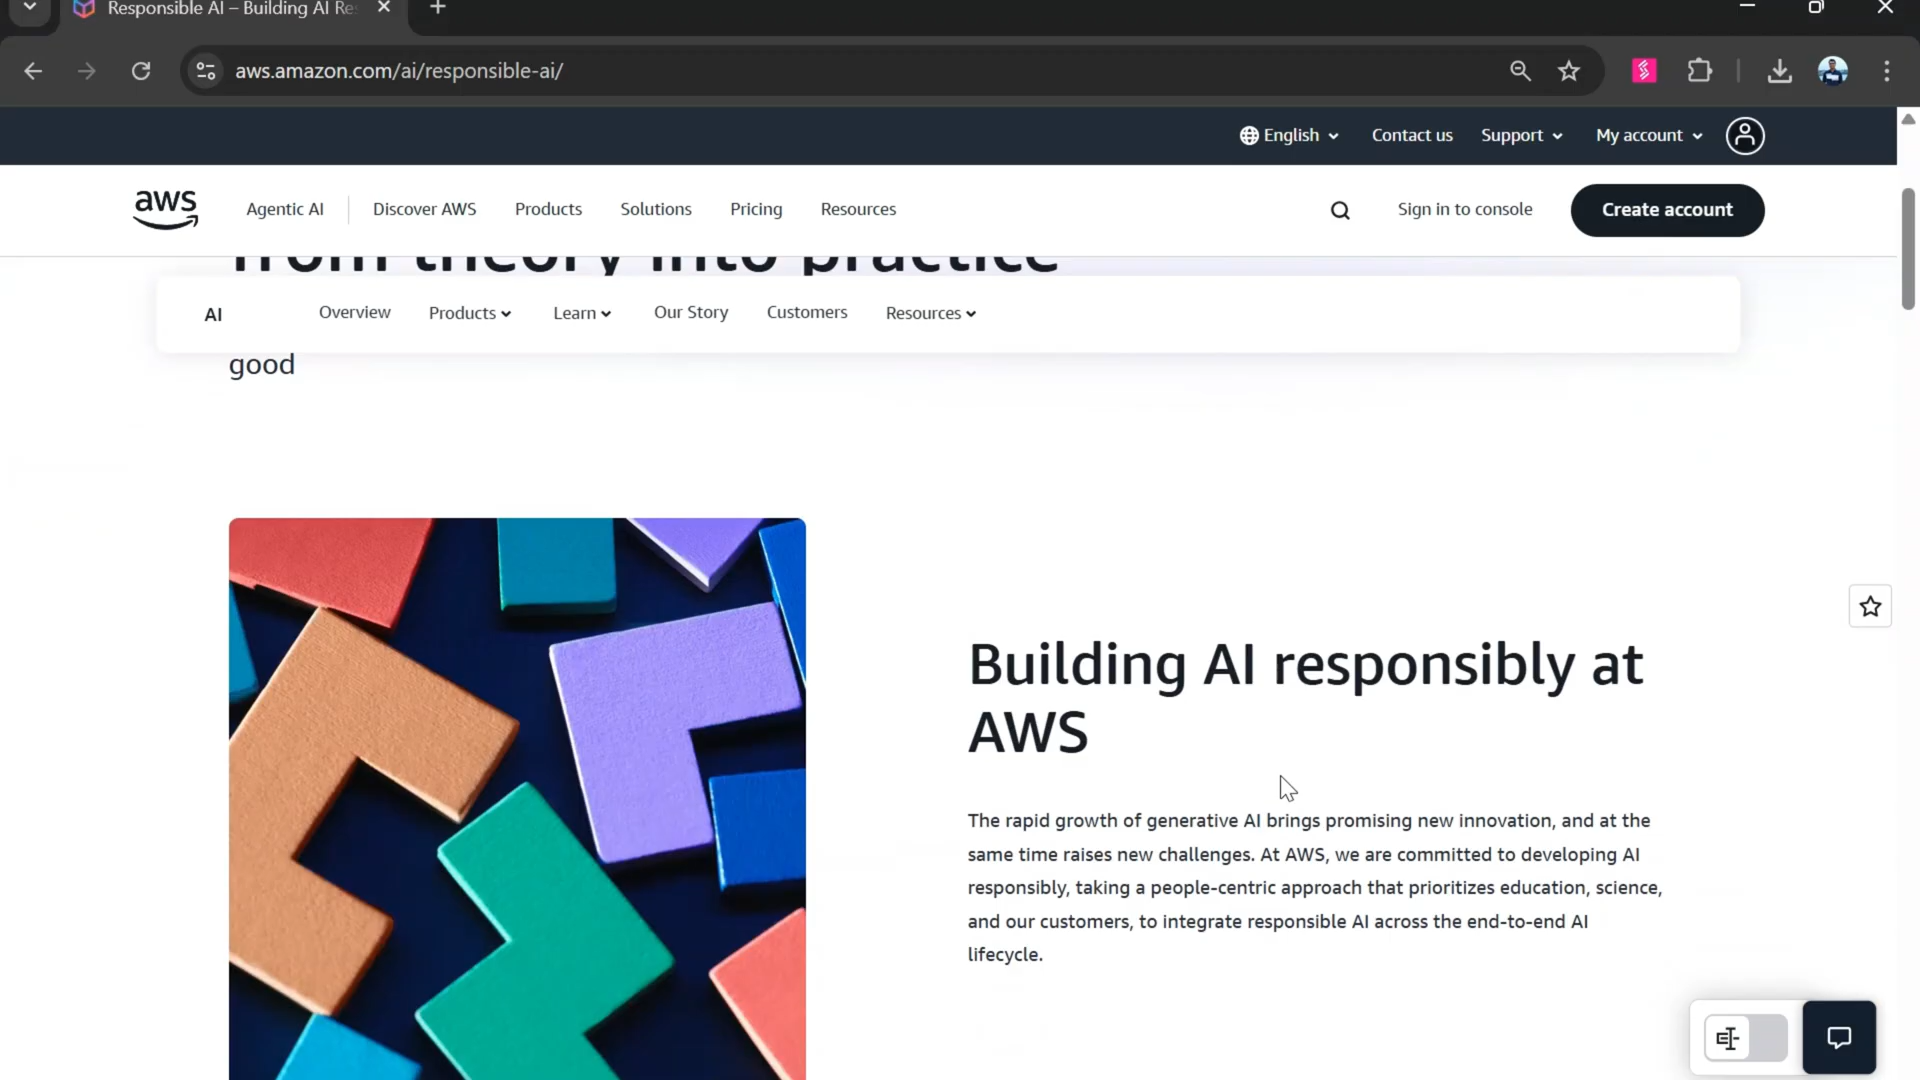 Responsible AI – Building AI Re
aws.amazon.com/ai/responsible-ai/
English Contact us Support My account
aws Agentic AI Discover AWS Products Solutions Pricing Resources Sign in to console Create account
from theory into practice
AI Overview Products Learn Our Story Customers Resources
good
Building AI responsibly at
AWS
The rapid growth of generative AI brings promising new innovation, and at the
same time raises new challenges. At AWS, we are committed to developing AI
responsibly, taking a people-centric approach that prioritizes education, science,
and our customers, to integrate responsible AI across the end-to-end AI
lifecycle.